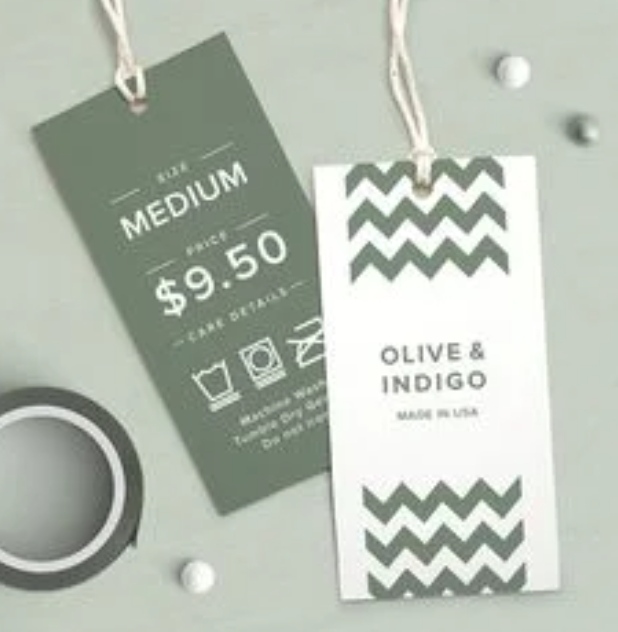 SIZE
MEDIUM
PRICE
$9.50
CARE DETAILS
Machine Wash
Tumble Dry
Do not
OLIVE &
INDIGO
MADE IN USA